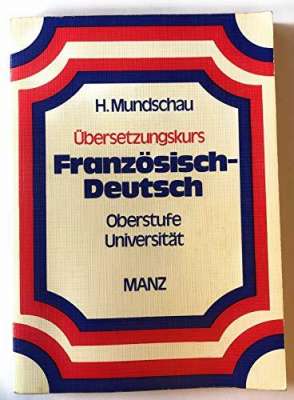 H. Mundschau
Übersetzungskurs
Französisch-
Deutsch
Oberstufe
Universität
MANZ